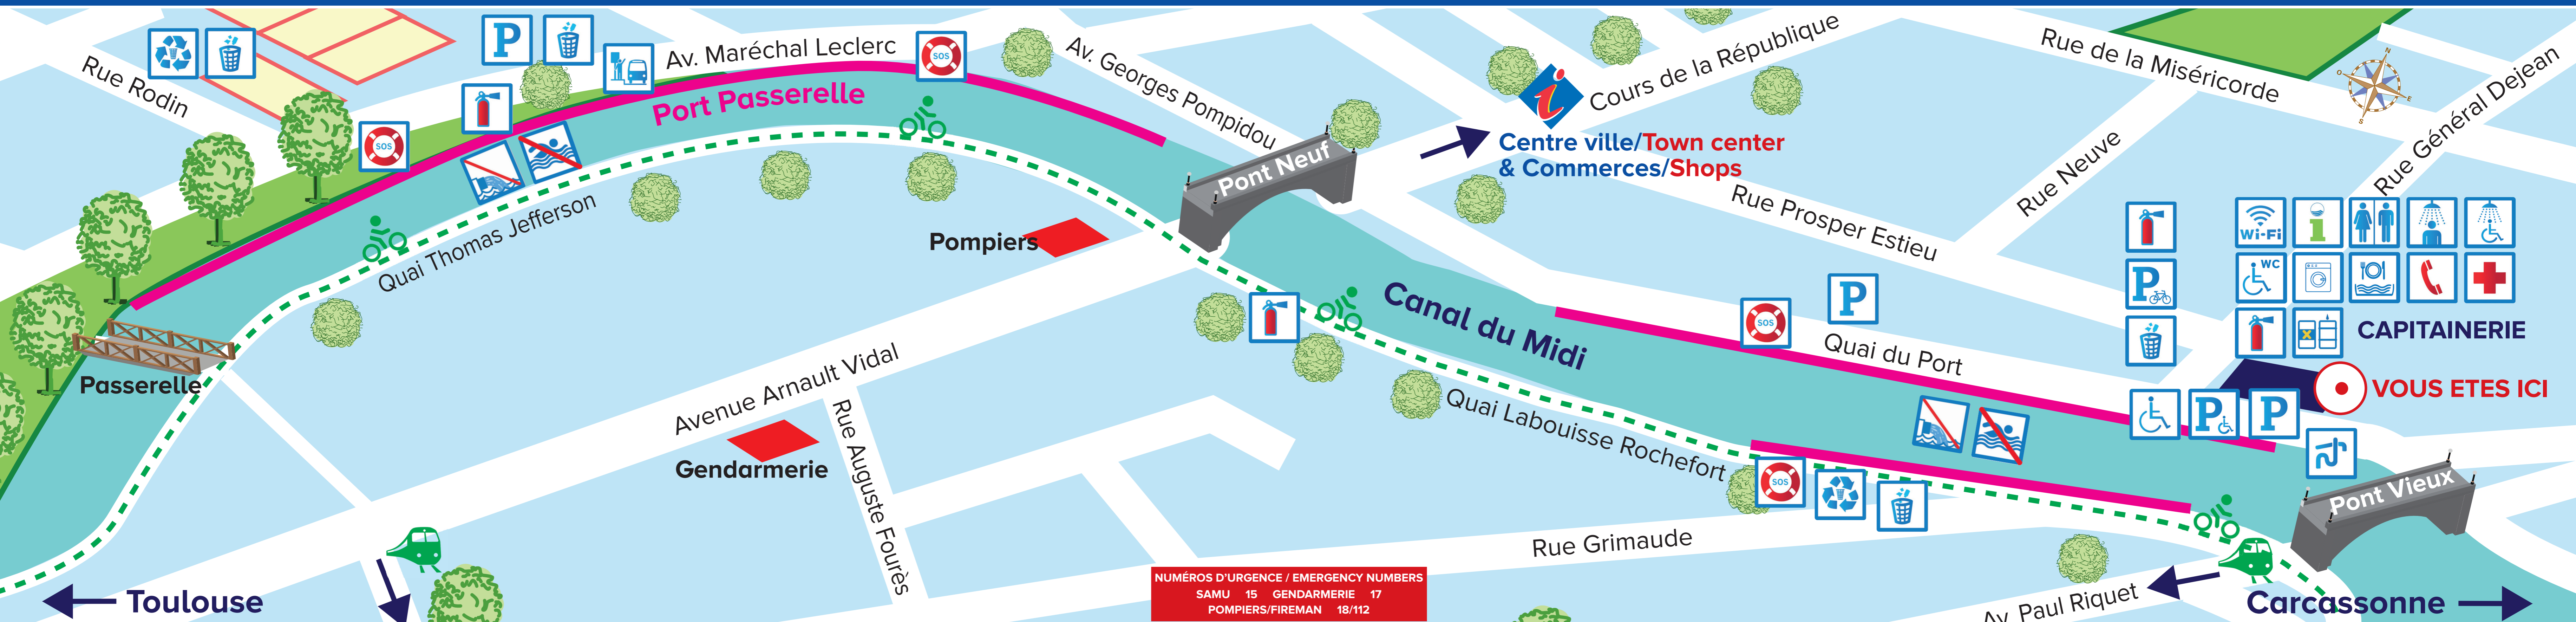 Rue Rodin
P
Av. Maréchal Leclerc
SOS
SOS
Port Passerelle
Av. Georges Pompidou
Pont Neuf
Cours de la République
i
Centre ville/Town center
& Commerces/Shops
Rue de la Miséricorde
Rue Général Dejean
Rue Neuve
Rue Prosper Estieu
Quai Thomas Jefferson
Pompiers
Passerelle
Canal du Midi
SOS
P
Quai du Port
Wi-Fi
i
P
WC
CAPITAINERIE
VOUS ETES ICI
P
P
Avenue Arnault Vidal
Gendarmerie
Rue Auguste Fourès
Quai Labouisse Rochefort
SOS
Pont Vieux
Rue Grimaude
NUMÉROS D'URGENCE / EMERGENCY NUMBERS
SAMU 15 GENDARMERIE 17
POMPIERS/FIREMAN 18/112
Toulouse
Av. Paul Riquet
Carcassonne